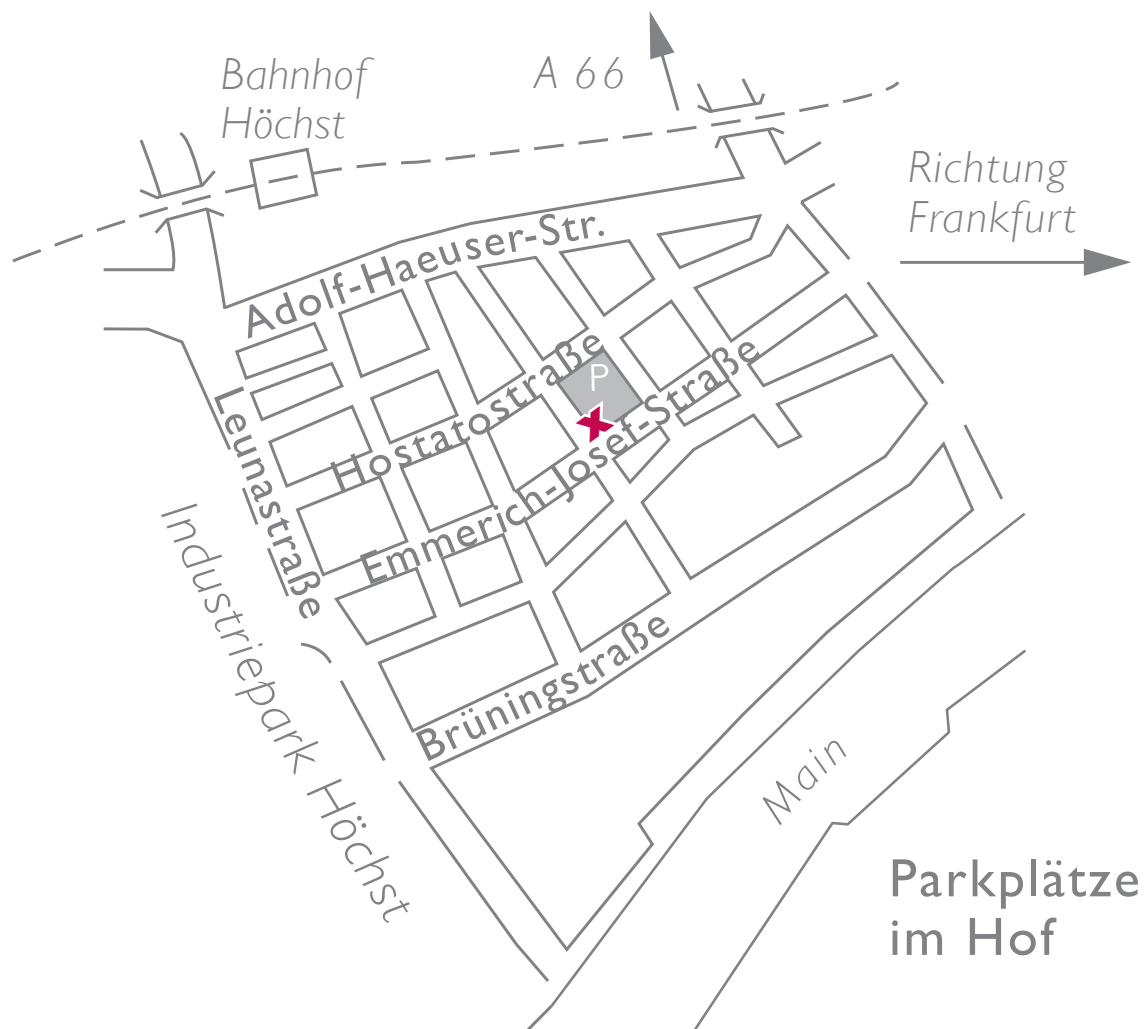 Bahnhof
Höchst
A 66
Richtung
Frankfurt
Adolf-Haeuser-Str.
Hostatostraße
P
Emmerich-Josef-Straße
Leunastraße
Industriepark Höchst
Brüningstraße
Main
Parkplätze
im Hof